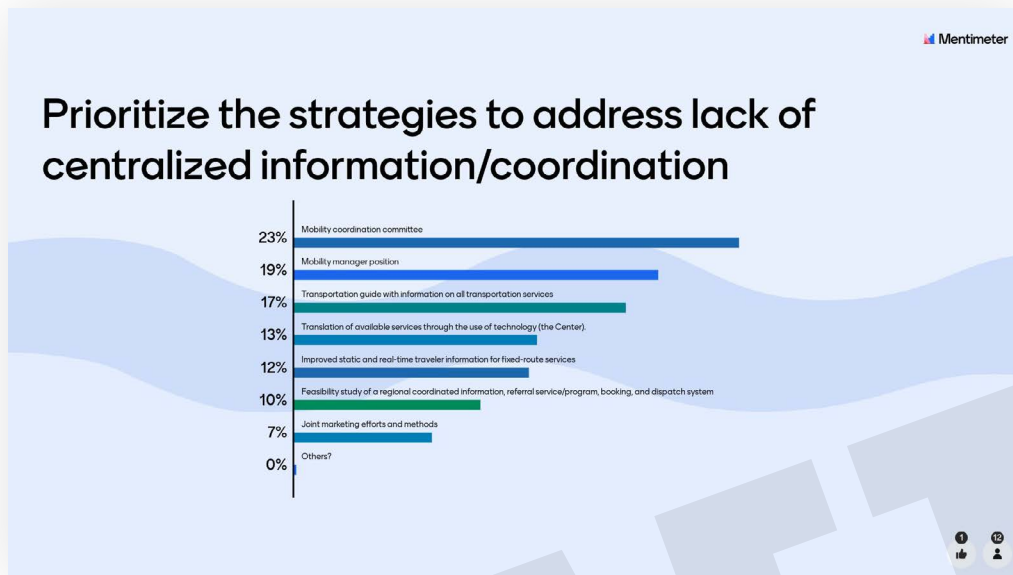 Mentimeter
Prioritize the strategies to address lack of
centralized information/coordination
Mobility coordination committee
23%
Mobility manager position
19%
Transportation guide with information on all transportation services
17%
Translation of available services through the use of technology (the Center).
13%
Improved static and real-time traveler information for fixed-route services
12%
Feasibility study of a regional coordinated information, referral service/program, booking, and dispatch system
10%
Joint marketing efforts and methods
7%
Others?
0%
1
12